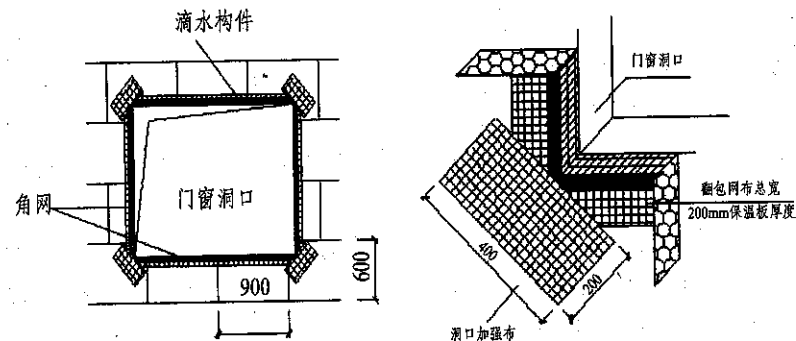 滴水构件
角网
门窗洞口
900
600
门窗洞口
翻包网布总宽
200mm保温板厚度
400
200
洞口加强布